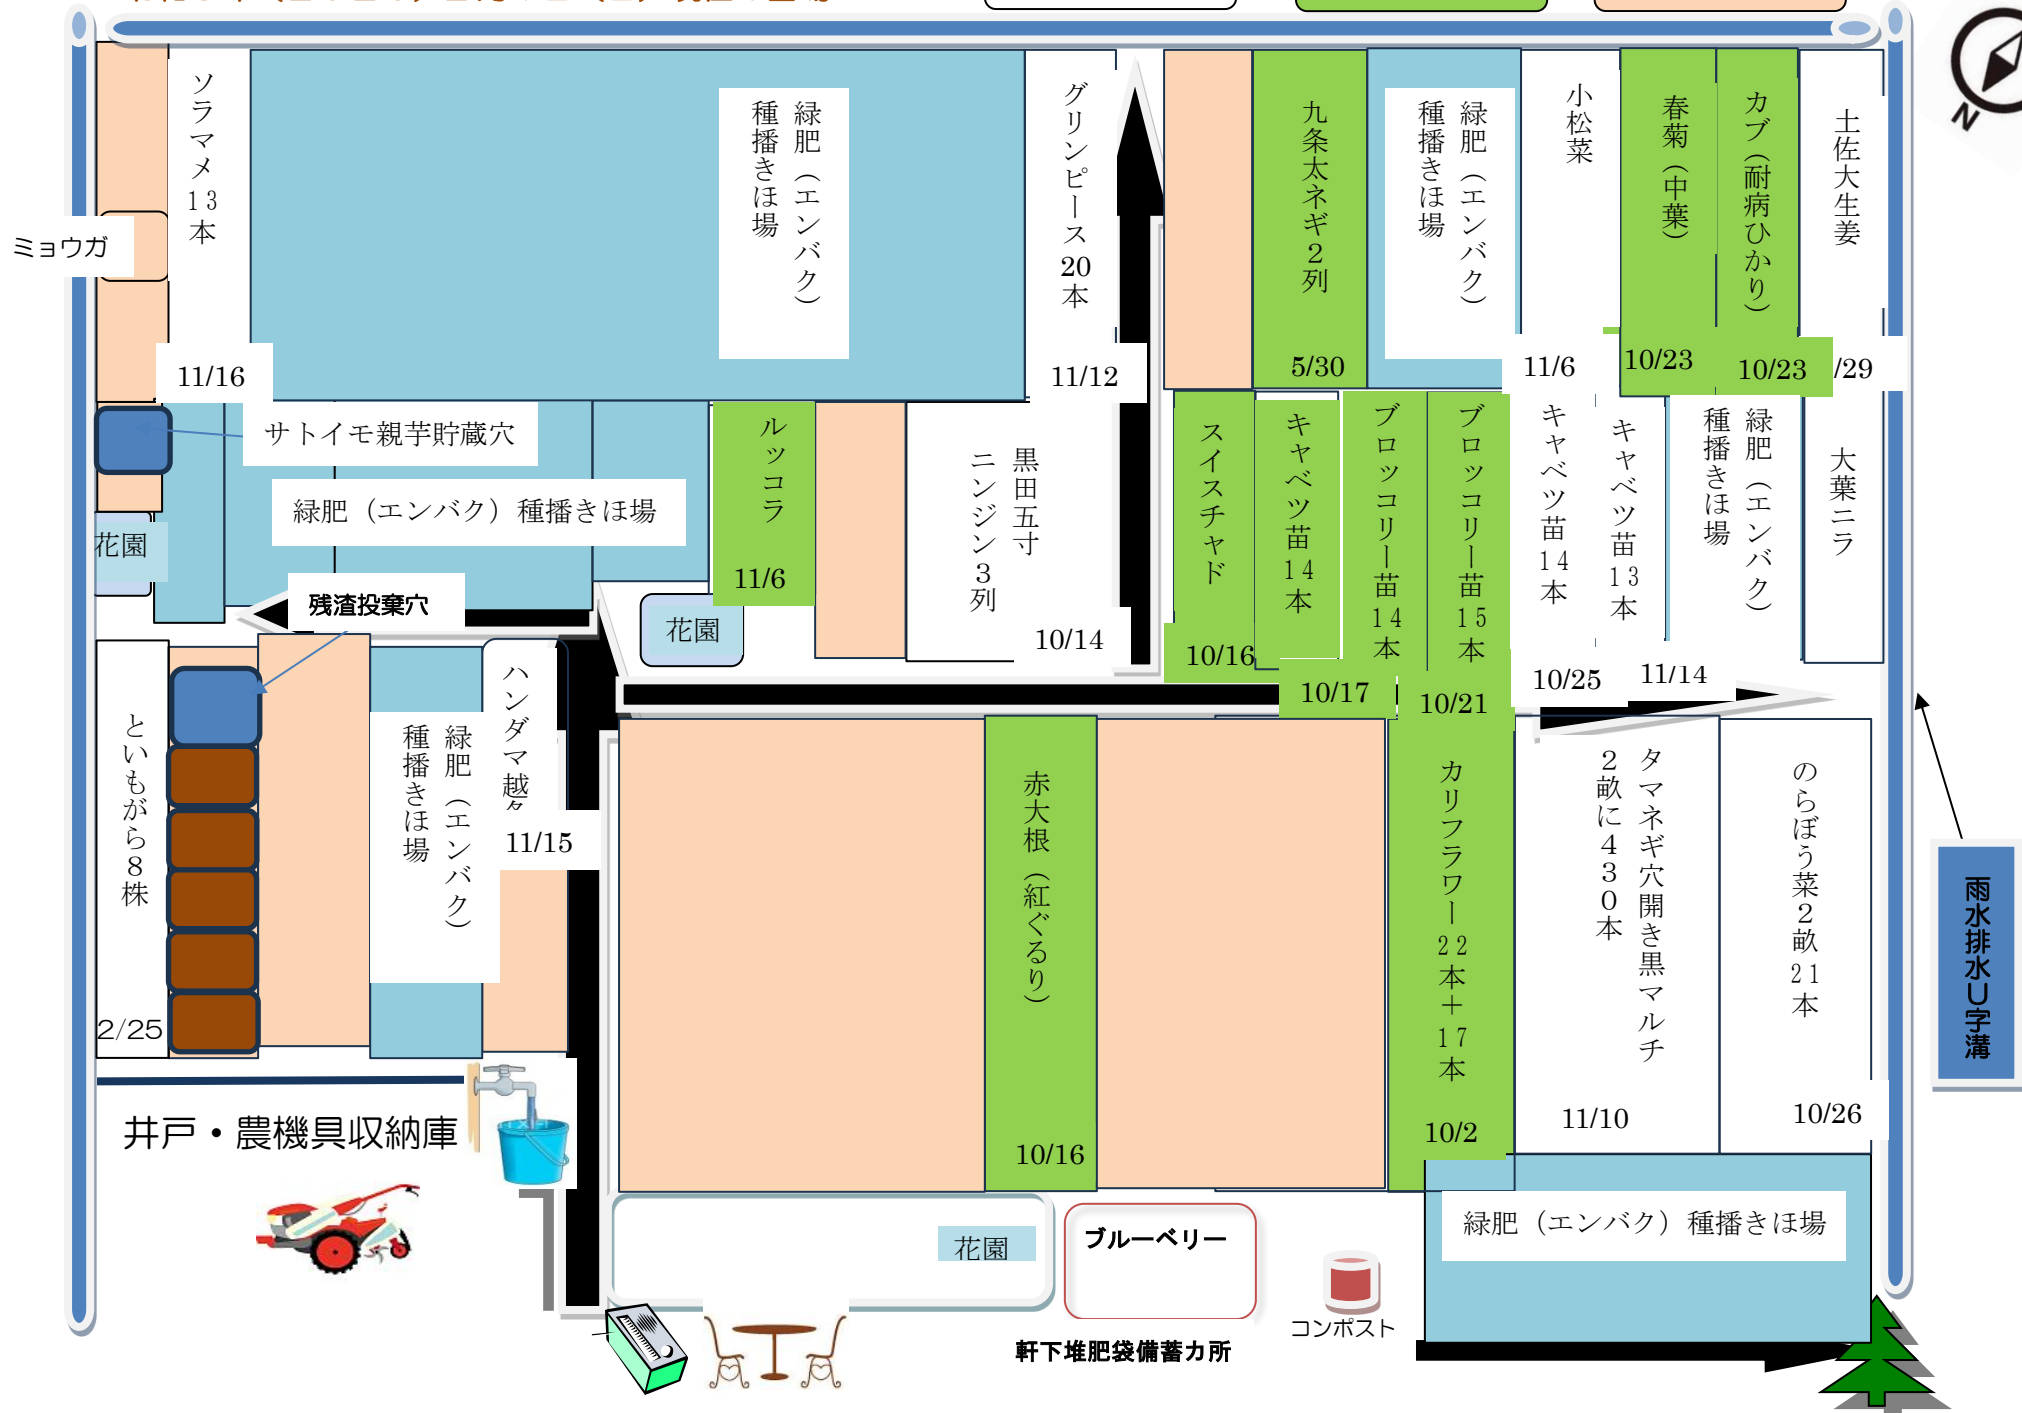 ソラマメ13本
11/16
緑肥（エンバク）
種播きほ場
グリンピース20本
11/12
九条太ネギ2列
5/30
緑肥（エンバク）
種播きほ場
小松菜
11/6
春菊（中葉）
10/23
カブ（耐病ひかり）
10/23
土佐大生姜
/29
N
ミョウガ
サトイモ親芋貯蔵穴
緑肥（エンバク）種播きほ場
花園
残渣投棄穴
ルッコラ
11/6
花園
黒田五寸
ニンジン3列
10/14
スイスチャド
10/16
キャベツ苗14本
10/17
ブロッコリー苗14本
ブロッコリー苗15本
10/21
キャベツ苗14本
10/25
キャベツ苗13本
11/14
緑肥（エンバク）
種播きほ場
大葉ニラ
といもがら8株
2/25
緑肥（エンバク）
種播きほ場
ハンダマ越
11/15
赤大根（紅ぐるり）
10/16
カリフラワー22本＋17本
10/2
タマネギ穴開き黒マルチ
2畝に430本
11/10
のらぼう菜2畝21本
10/26
雨水排水U字溝
井戸・農機具収納庫
花園
ブルーベリー
コンポスト
緑肥（エンバク）種播きほ場
軒下堆肥袋備蓄カ所